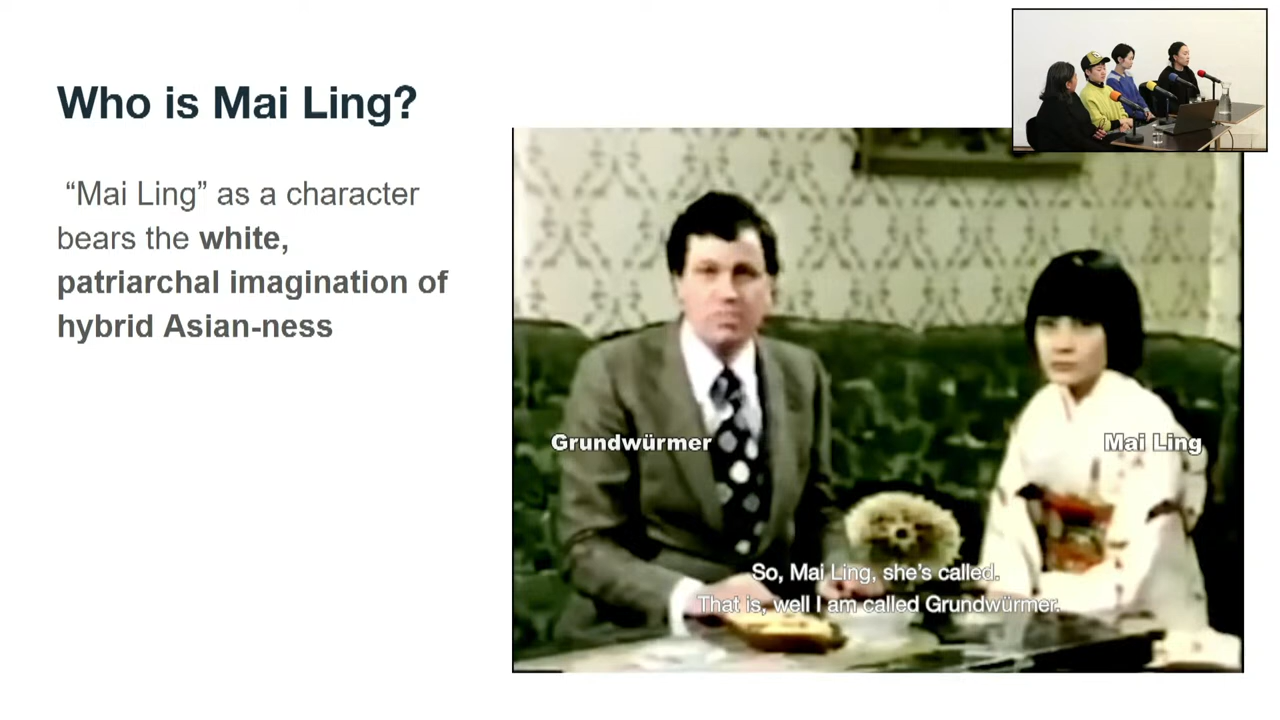 Who is Mai Ling?
“Mai Ling” as a character
bears the white,
patriarchal imagination of
hybrid Asian-ness
Grundwürmer
Mai Ling
So, Mai Ling, she’s called.
That is, well I am called Grundwürmer.